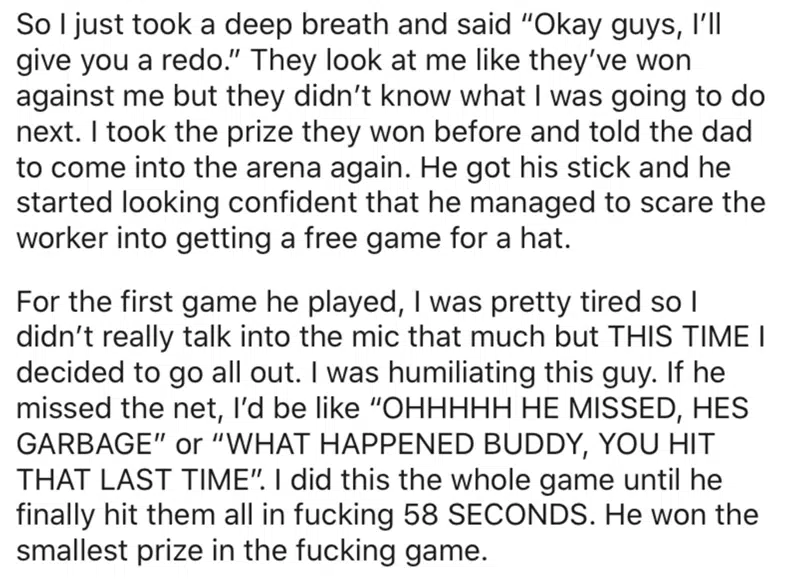 So I just took a deep breath and said “Okay guys, I’ll
give you a redo.” They look at me like they’ve won
against me but they didn’t know what I was going to do
next. I took the prize they won before and told the dad
to come into the arena again. He got his stick and he
started looking confident that he managed to scare the
worker into getting a free game for a hat.
For the first game he played, I was pretty tired so I
didn’t really talk into the mic that much but THIS TIME I
decided to go all out. I was humiliating this guy. If he
missed the net, I’d be like “OHHHHH HE MISSED, HES
GARBAGE” or “WHAT HAPPENED BUDDY, YOU HIT
THAT LAST TIME”. I did this the whole game until he
finally hit them all in fucking 58 SECONDS. He won the
smallest prize in the fucking game.